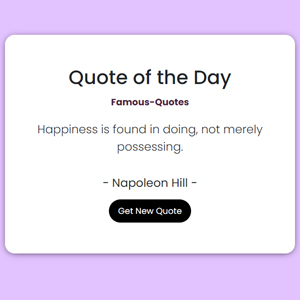 Quote of the Day
Famous-Quotes
Happiness is found in doing, not merely
possessing.
- Napoleon Hill -
Get New Quote